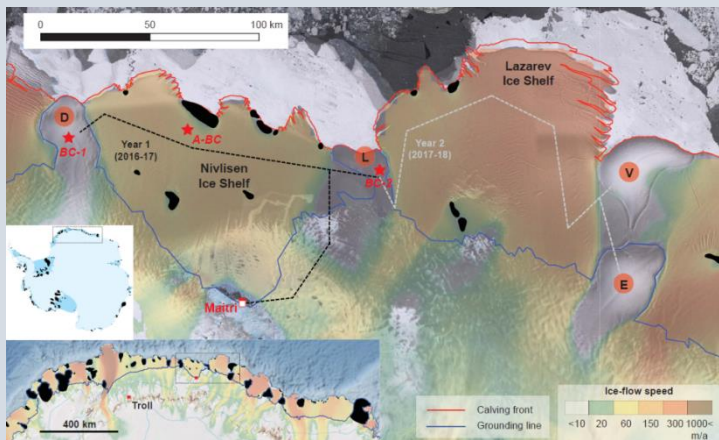 0 50 100 km
Lazarev
Ice Shelf
D
BC-1
A-BC
Year 1
(2016-17)
Nivlisen
Ice Shelf
L
BC-2
Year 2
(2017-18)
V
E
Maitri
Troll
400 km
Calving front
Grounding line
Ice-flow speed
<10 20 60 150 300 1000<
m/a